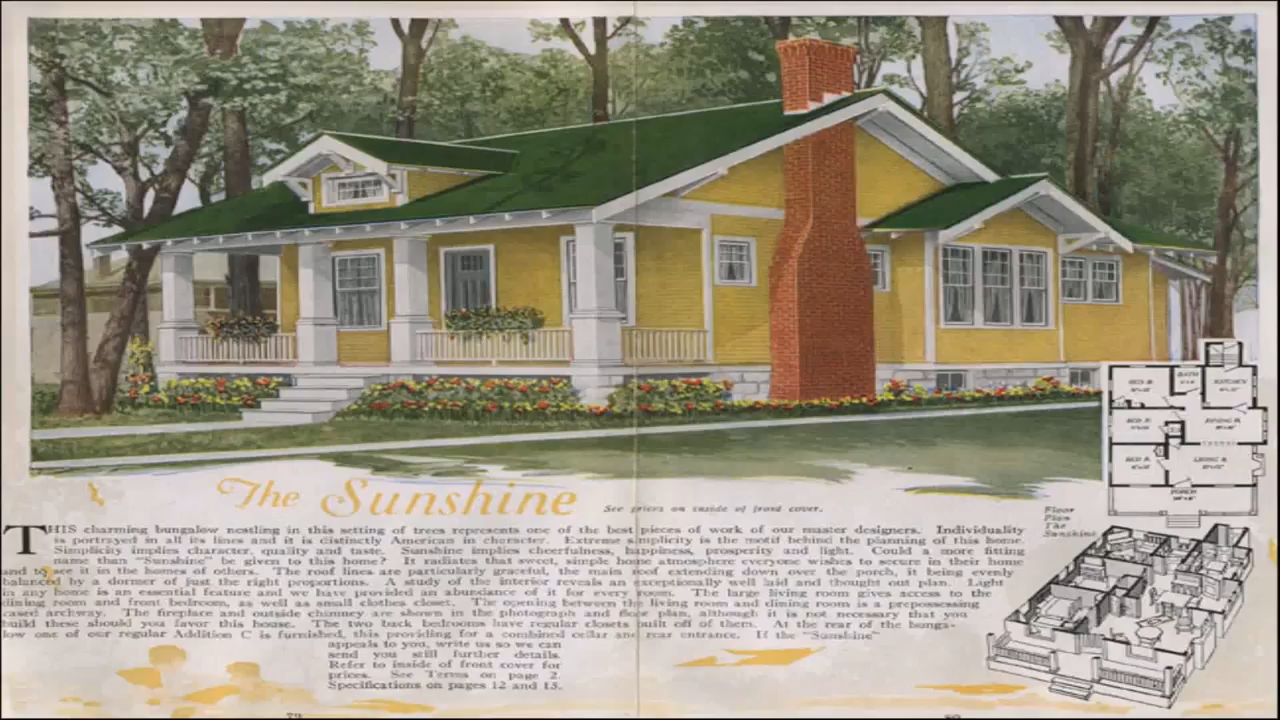 The Sunshine
See prices on inside of front cover.
THIS charming bungalow nestling in this setting of trees represents one of the best pieces of work of our master designers. Individuality
is portrayed in all its lines and it is distinctly American in character. Extreme simplicity is the motif behind the planning of this home.
Simplicity implies character, quality and taste. Sunshine implies cheerfulness, happiness, prosperity and light. Could a more fitting
name than "Sunshine" be given to this home? It radiates that sweet, simple home atmosphere everyone wishes to secure in their home
and to see it in the homes of others. The roof lines are particularly graceful, the main roof extending down over the porch, it being evenly
balanced by a dormer of just the right proportions. A study of the interior reveals an exceptionally well laid and thought out plan. Light
in any home is an essential feature and we have provided an abundance of it for every room. The large living room gives access to the
dining room and front bedroom, as well as small clothes closet. The opening between the living room and dining room is a prepossessing
archway. The fireplace and outside chimney are shown in the photograph and floor plan, although it is not necessary that you
build these should you favor this house. The two back bedrooms have regular closets built off of them. At the rear of the bunga-
low one of our regular Addition C is furnished, this providing for a combined cellar and rear entrance. If the "Sunshine"
appeals to you, write us so we can
send you still further details.
Refer to inside of front cover for
prices. See Terms on page 2.
Specifications on pages 12 and 13.
Floor
Plan
The
Sunshine
BATH
KITCHEN
PORCH